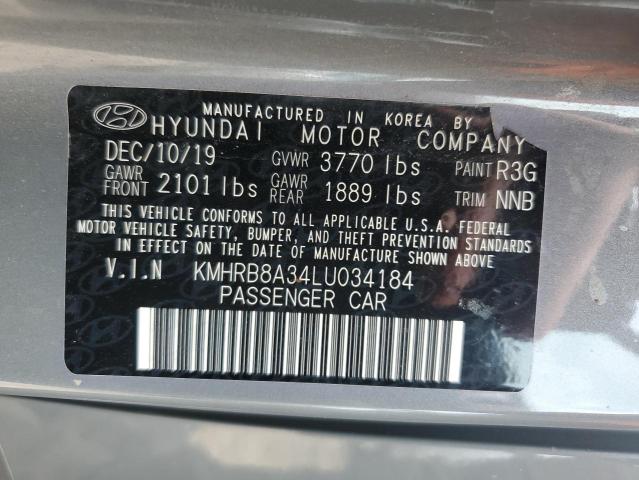 MANUFACTURED IN KOREA BY
HYUNDAI MOTOR COMPANY
DEC/10/19 GVWR 3770 lbs PAINT R3G
GAWR FRONT 2101 lbs GAWR REAR 1889 lbs TRIM NNB
THIS VEHICLE CONFORMS TO ALL APPLICABLE U.S.A. FEDERAL
MOTOR VEHICLE SAFETY, BUMPER, AND THEFT PREVENTION STANDARDS
IN EFFECT ON THE DATE OF MANUFACTURE SHOWN ABOVE.
V.I.N KMHRB8A34LU034184
PASSENGER CAR